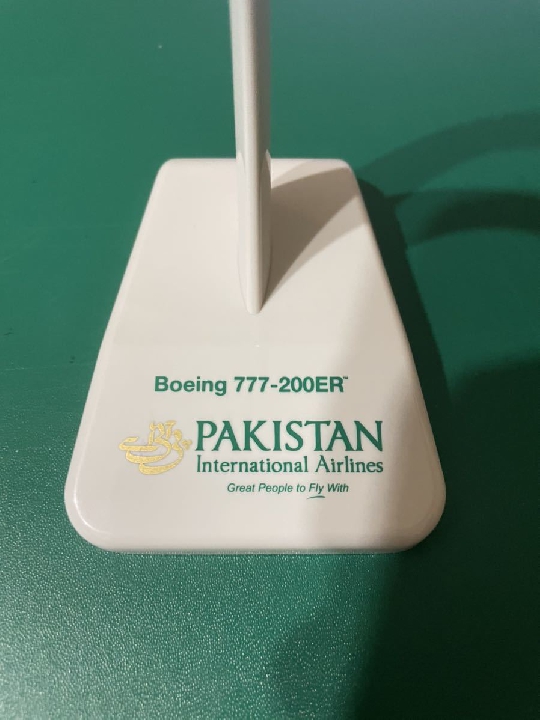 Boeing 777-200ER™
PAKISTAN
International Airlines
Great People to Fly With